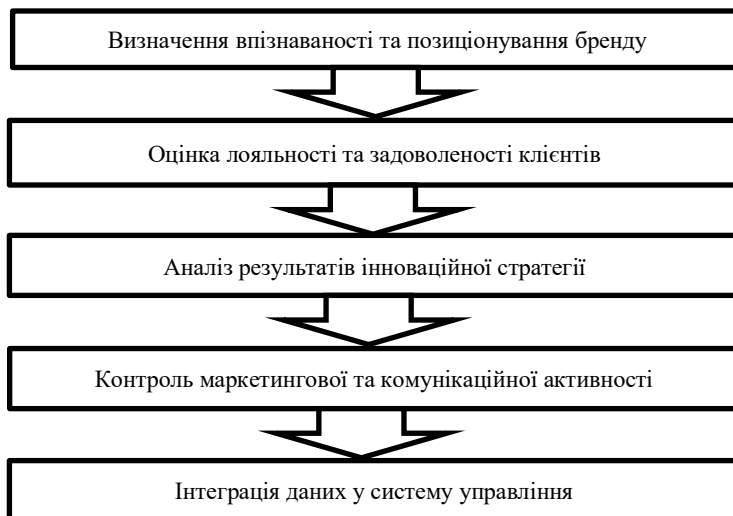 Визначення впізнаваності та позиціонування бренду
Оцінка лояльності та задоволеності клієнтів
Аналіз результатів інноваційної стратегії
Контроль маркетингової та комунікаційної активності
Інтеграція даних у систему управління